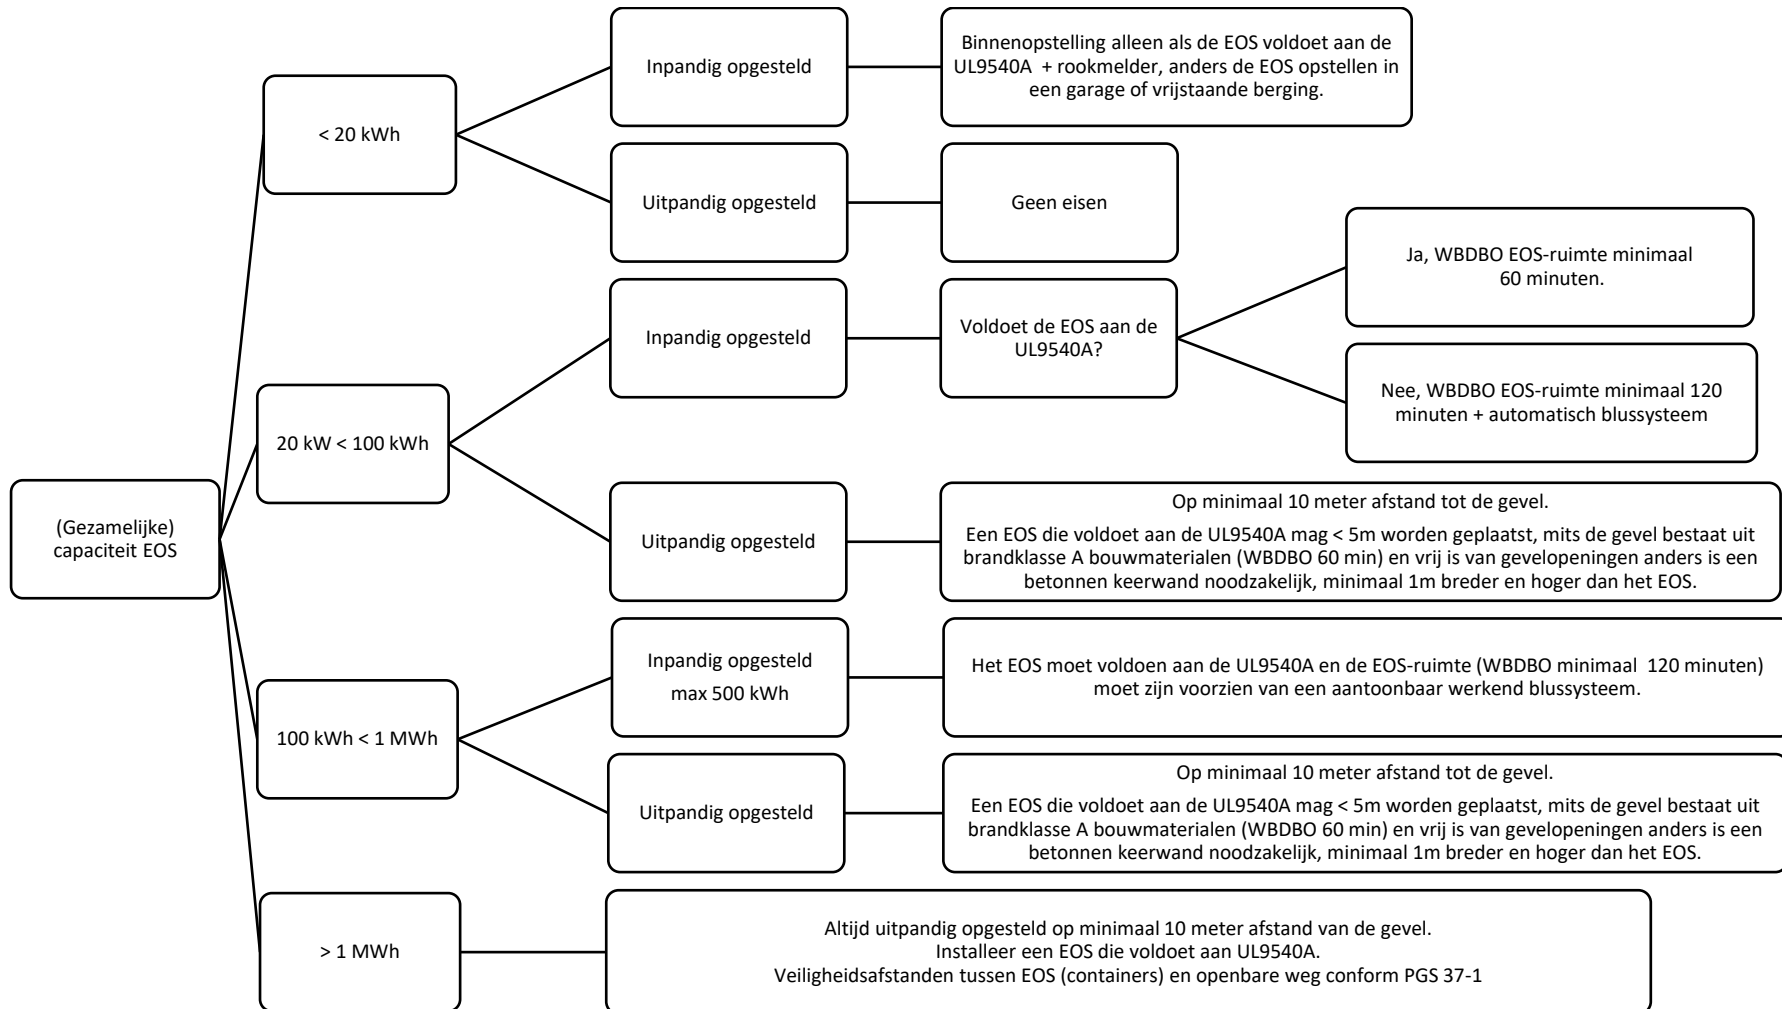 (Gezamelijke)
capaciteit EOS
< 20 kWh
Inpandig opgesteld
Binnenopstelling alleen als de EOS voldoet aan de
UL9540A + rookmelder, anders de EOS opstellen in
een garage of vrijstaande berging.
Uitpandig opgesteld
Geen eisen
20 kW < 100 kWh
Inpandig opgesteld
Voldoet de EOS aan de
UL9540A?
Ja, WBDBO EOS-ruimte minimaal
60 minuten.
Nee, WBDBO EOS-ruimte minimaal 120
minuten + automatisch blussysteem
Uitpandig opgesteld
Op minimaal 10 meter afstand tot de gevel.
Een EOS die voldoet aan de UL9540A mag < 5m worden geplaatst, mits de gevel bestaat uit
brandklasse A bouwmaterialen (WBDBO 60 min) en vrij is van gevelopeningen anders is een
betonnen keerwand noodzakelijk, minimaal 1m breder en hoger dan het EOS.
100 kWh < 1 MWh
Inpandig opgesteld
max 500 kWh
Het EOS moet voldoen aan de UL9540A en de EOS-ruimte (WBDBO minimaal 120 minuten)
moet zijn voorzien van een aantoonbaar werkend blussysteem.
Uitpandig opgesteld
Op minimaal 10 meter afstand tot de gevel.
Een EOS die voldoet aan de UL9540A mag < 5m worden geplaatst, mits de gevel bestaat uit
brandklasse A bouwmaterialen (WBDBO 60 min) en vrij is van gevelopeningen anders is een
betonnen keerwand noodzakelijk, minimaal 1m breder en hoger dan het EOS.
> 1 MWh
Altijd uitpandig opgesteld op minimaal 10 meter afstand van de gevel.
Installeer een EOS die voldoet aan UL9540A.
Veiligheidsafstanden tussen EOS (containers) en openbare weg conform PGS 37-1